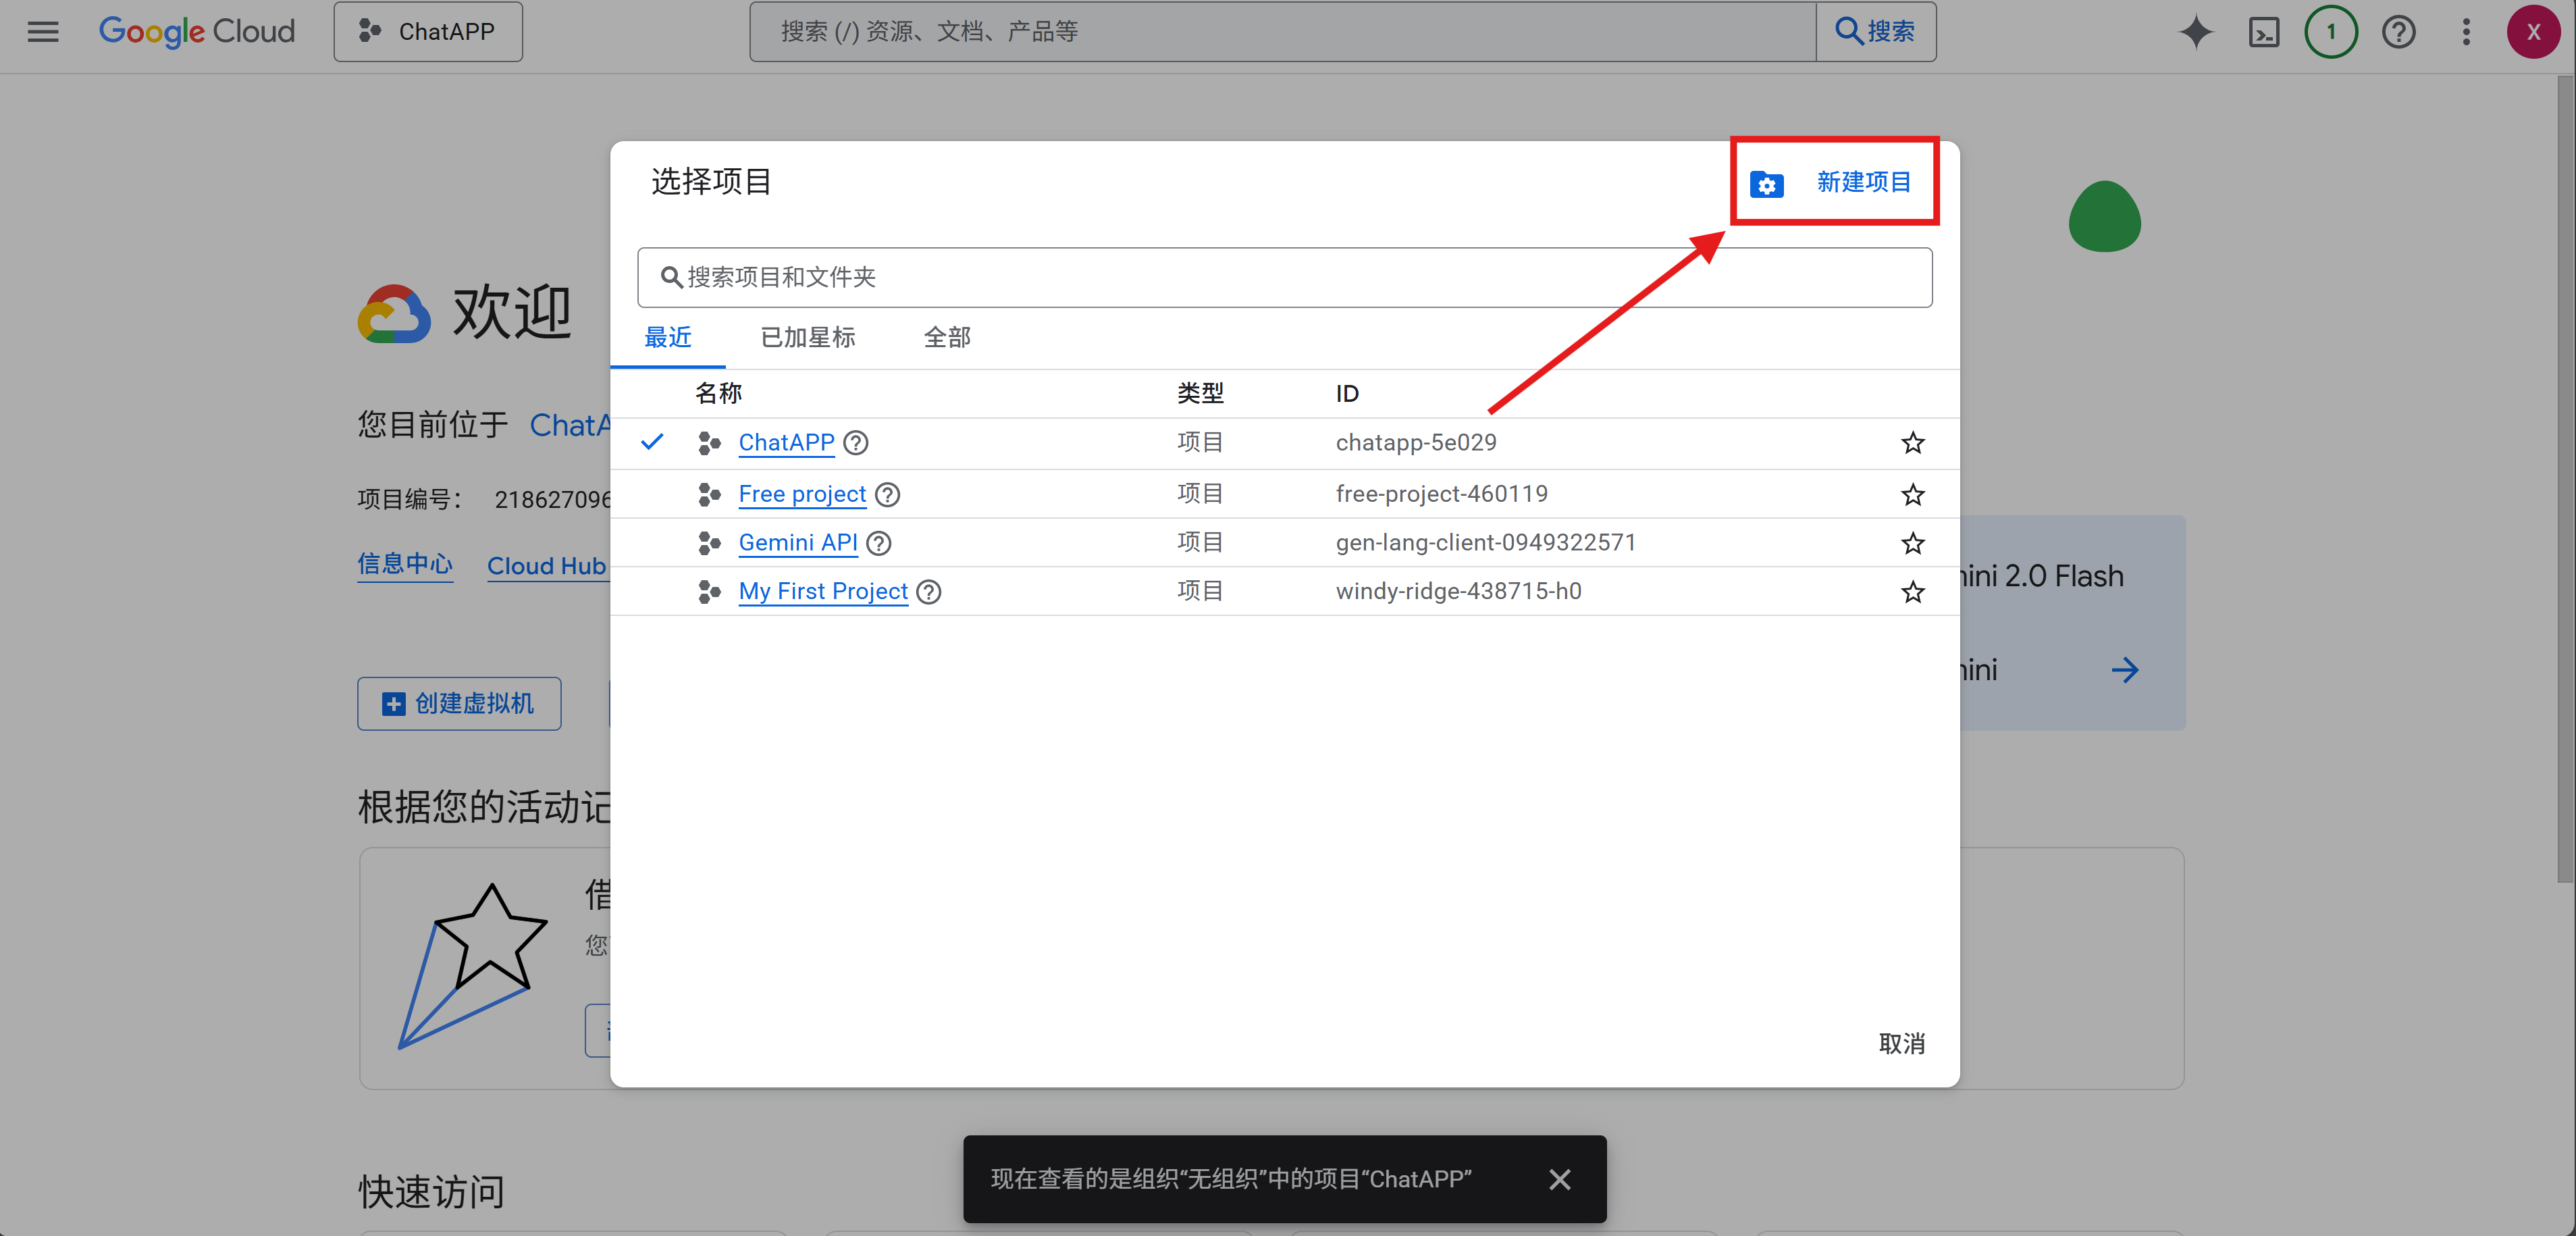 Google Cloud
ChatAPP
搜索 (/) 资源、文档、产品等
搜索
1
X
选择项目
新建项目
搜索项目和文件夹
最近 已加星标 全部
名称 类型 ID
ChatAPP 项目 chatapp-5e029
Free project 项目 free-project-460119
Gemini API 项目 gen-lang-client-0949322571
My First Project 项目 windy-ridge-438715-h0
取消
欢迎
您目前位于 ChatA
项目编号： 218627096
信息中心 Cloud Hub
创建虚拟机
ini 2.0 Flash
ini
根据您的活动记
借
您
快速访问
现在查看的是组织“无组织”中的项目“ChatAPP”